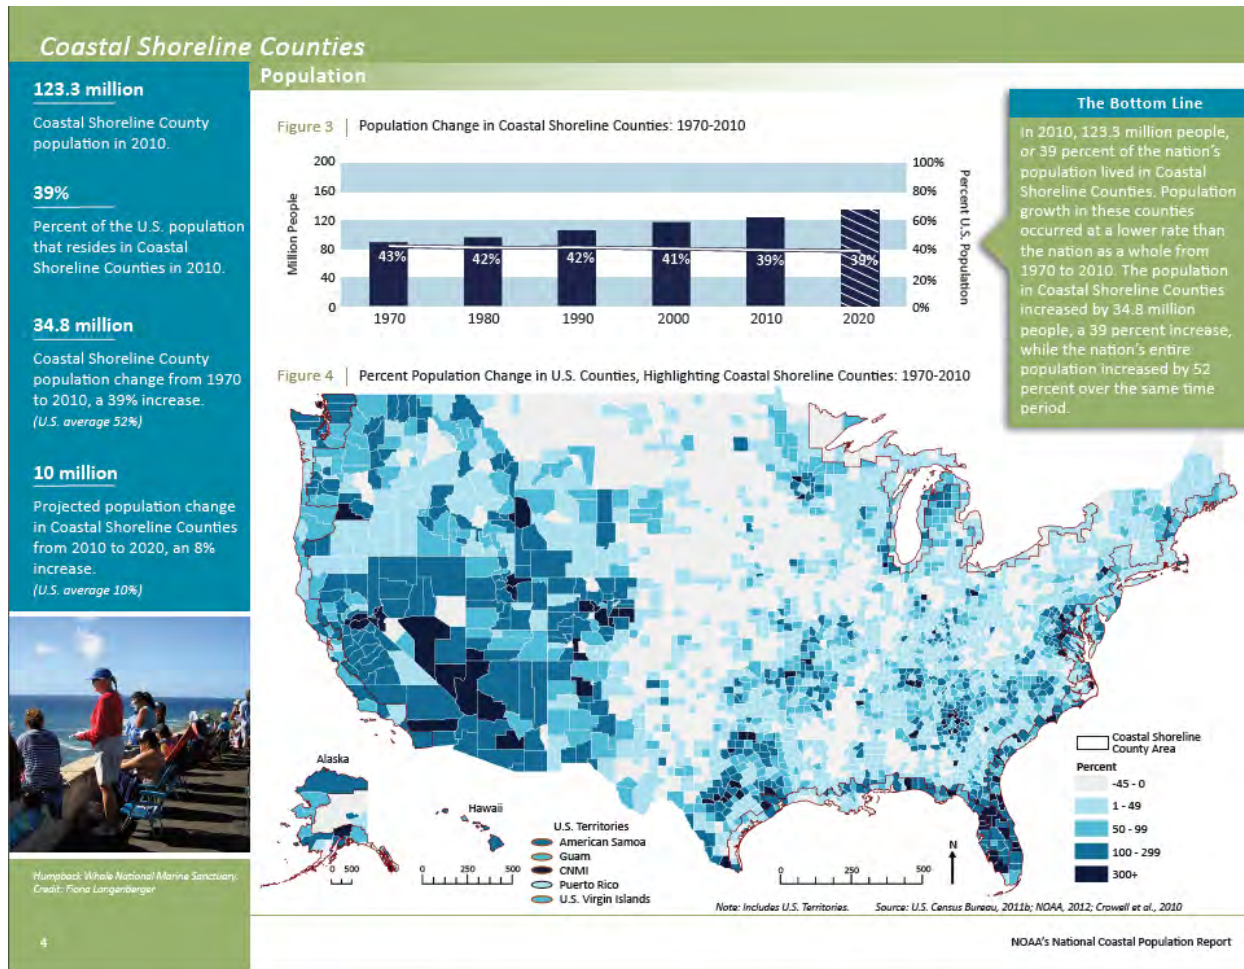 Coastal Shoreline Counties
Population
123.3 million
Coastal Shoreline County
population in 2010.
39%
Percent of the U.S. population
that resides in Coastal
Shoreline Counties in 2010.
34.8 million
Coastal Shoreline County
population change from 1970
to 2010, a 39% increase.
(U.S. average 52%)
10 million
Projected population change
in Coastal Shoreline Counties
from 2010 to 2020, an 8%
increase.
(U.S. average 10%)
Humpback Whale National Marine Sanctuary.
Credit: Fiona Langenberger
4
Figure 3 | Population Change in Coastal Shoreline Counties: 1970-2010
Million People
200
160
120
80
40
0
43%
42%
42%
41%
39%
39%
1970
1980
1990
2000
2010
2020
100%
80%
60%
40%
20%
0%
Percent U.S. Population
The Bottom Line
In 2010, 123.3 million people,
or 39 percent of the nation's
population lived in Coastal
Shoreline Counties. Population
growth in these counties
occurred at a lower rate than
the nation as a whole from
1970 to 2010. The population
in Coastal Shoreline Counties
increased by 34.8 million
people, a 39 percent increase,
while the nation's entire
population increased by 52
percent over the same time
period.
Figure 4 | Percent Population Change in U.S. Counties, Highlighting Coastal Shoreline Counties: 1970-2010
Alaska
0 500
Hawaii
0 250 500
U.S. Territories
American Samoa
Guam
CNMI
Puerto Rico
U.S. Virgin Islands
0 250 500
N
Coastal Shoreline
County Area
Percent
-45 - 0
1 - 49
50 - 99
100 - 299
300+
Note: Includes U.S. Territories. Source: U.S. Census Bureau, 2011b; NOAA, 2012; Crowell et al., 2010
NOAA's National Coastal Population Report